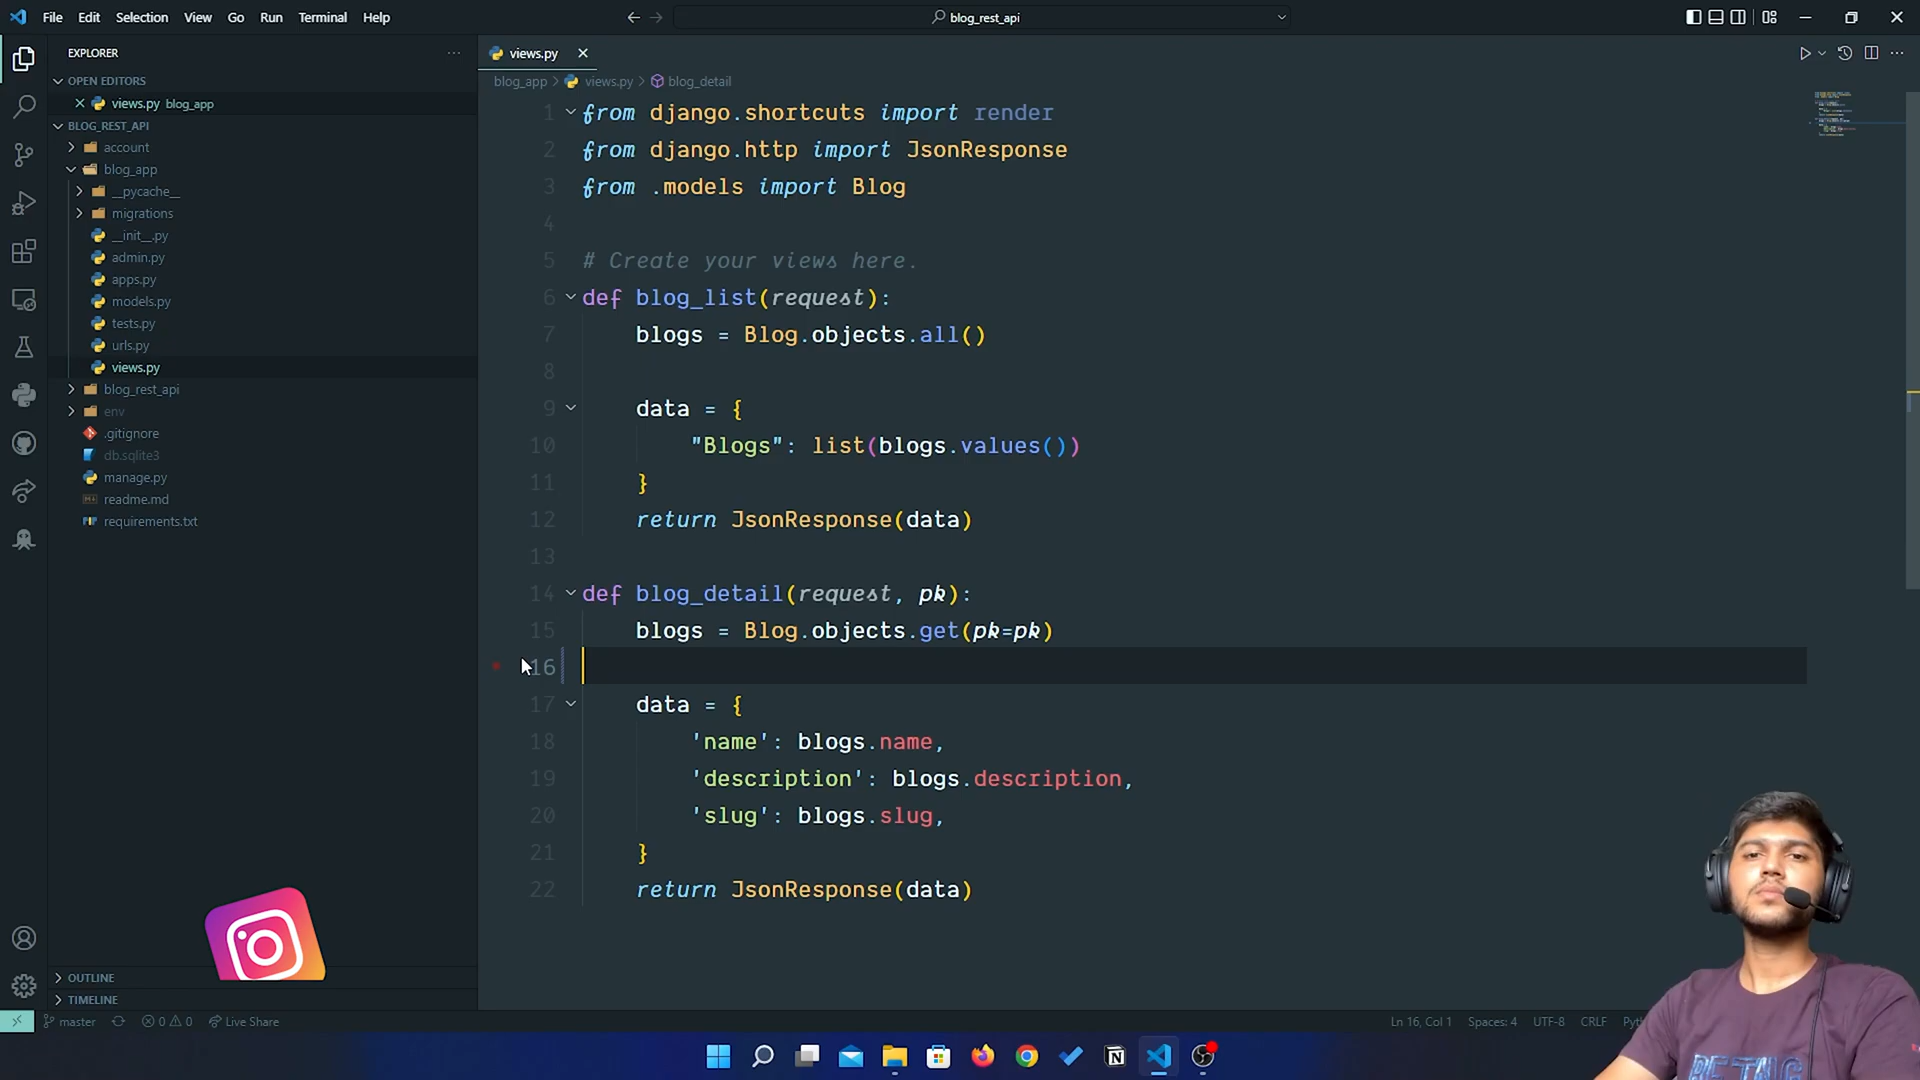 File Edit Selection View Go Run Terminal Help
blog_rest_api
EXPLORER
OPEN EDITORS
views.py blog_app
BLOG_REST_API
account
blog_app
__pycache__
migrations
__init__.py
admin.py
apps.py
models.py
tests.py
urls.py
views.py
blog_rest_api
env
.gitignore
db.sqlite3
manage.py
readme.md
requirements.txt
OUTLINE
TIMELINE
views.py
blog_app > views.py > blog_detail
1 from django.shortcuts import render
2 from django.http import JsonResponse
3 from .models import Blog
4
5 # Create your views here.
6 def blog_list(request):
7 blogs = Blog.objects.all()
8
9 data = {
10 "Blogs": list(blogs.values())
11 }
12 return JsonResponse(data)
13
14 def blog_detail(request, pk):
15 blogs = Blog.objects.get(pk=pk)
16
17 data = {
18 'name': blogs.name,
19 'description': blogs.description,
20 'slug': blogs.slug,
21 }
22 return JsonResponse(data)
master 0 0 Live Share
Ln 16, Col 1 Spaces: 4 UTF-8 CRLF